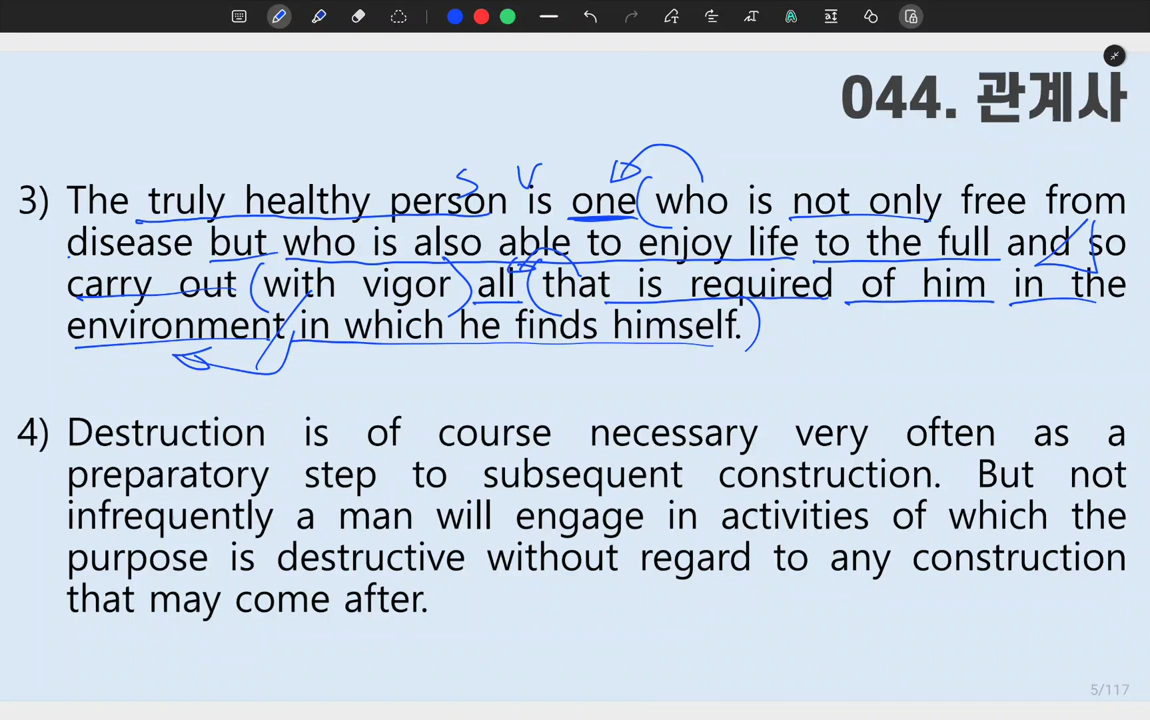 044. 관계사
S V
3) The truly healthy person is one who is not only free from
disease but who is also able to enjoy life to the full and so
carry out with vigor all that is required of him in the
environment in which he finds himself.
4) Destruction is of course necessary very often as a
preparatory step to subsequent construction. But not
infrequently a man will engage in activities of which the
purpose is destructive without regard to any construction
that may come after.
5/117